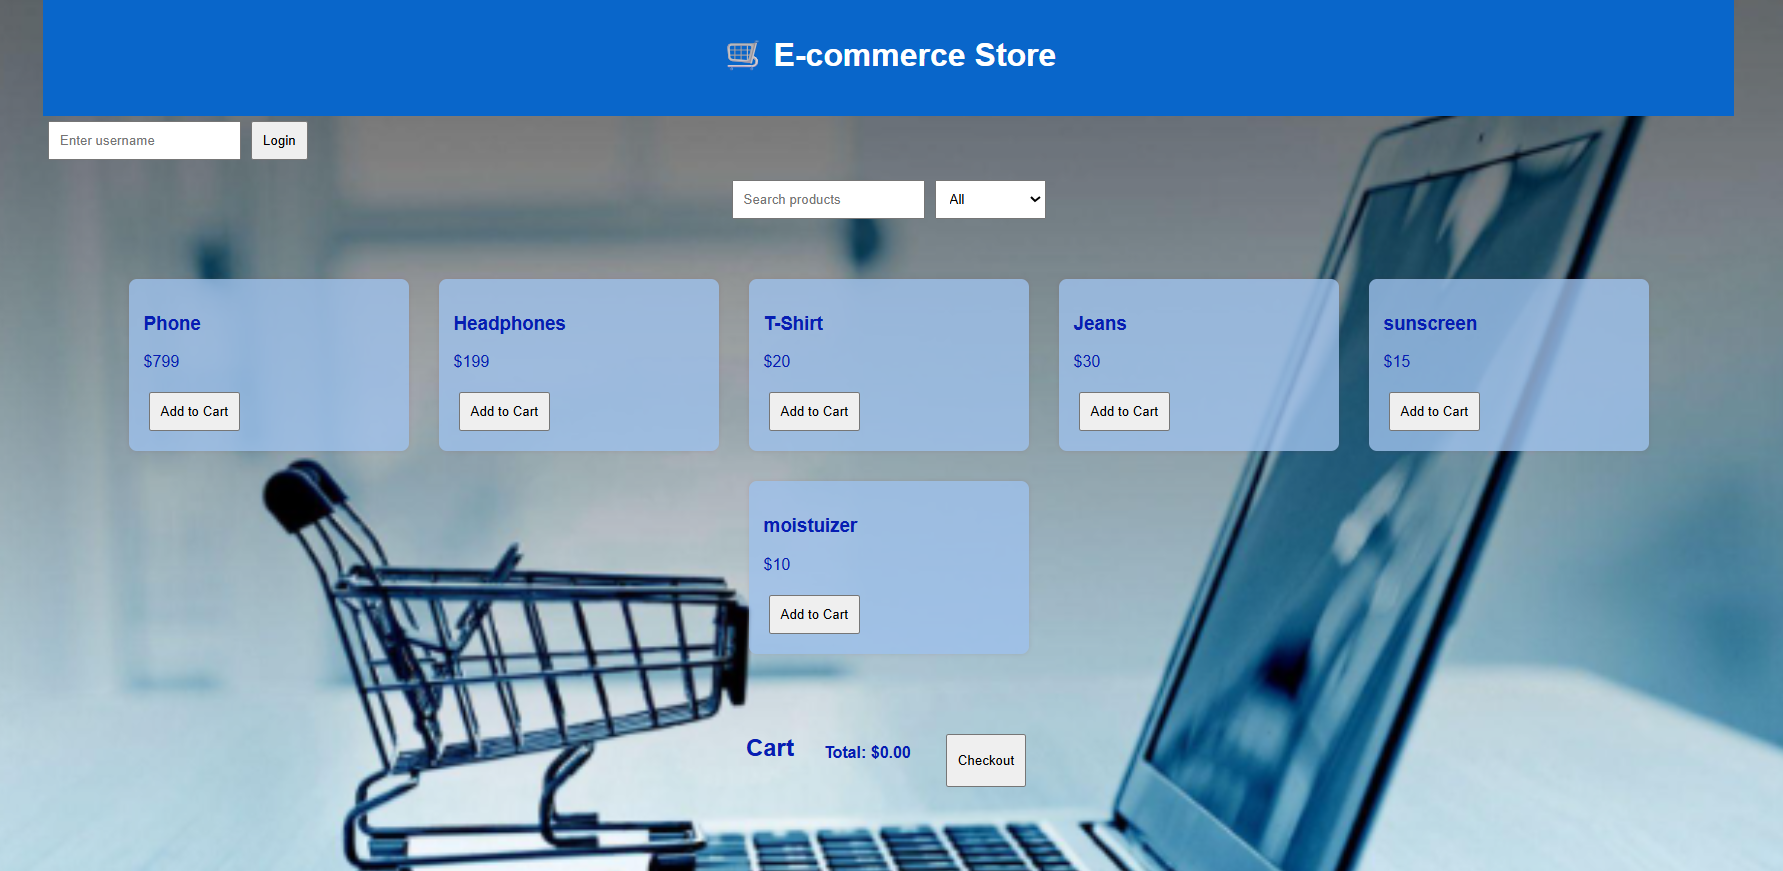 🛒 E-commerce Store
Enter username Login
Search products All
Phone
$799
Add to Cart
Headphones
$199
Add to Cart
T-Shirt
$20
Add to Cart
Jeans
$30
Add to Cart
sunscreen
$15
Add to Cart
moistuizer
$10
Add to Cart
Cart Total: $0.00 Checkout